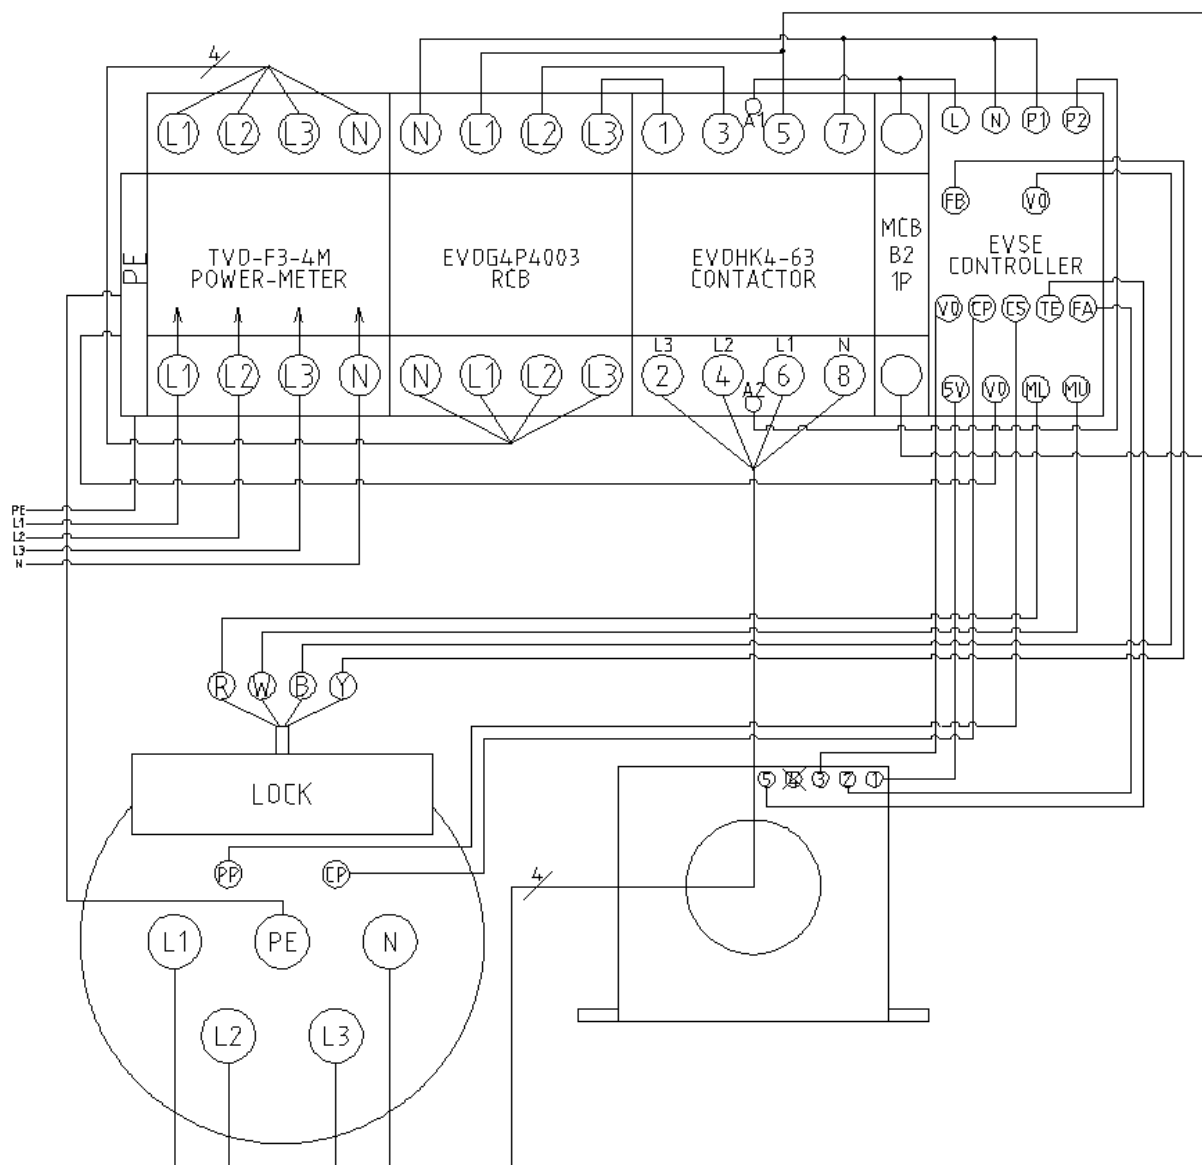 4
L1 L2 L3 N N L1 L2 L3 1 3 A1 5 7 L N P1 P2
FB V0
PE
TVD-F3-4M
POWER-METER
EVDG4P4003
RCB
EVDHK4-63
CONTACTOR
MCB
B2
1P
EVSE
CONTROLLER
V0 CP CS TE FA
L3 L2 L1 N
L1 L2 L3 N N L1 L2 L3 2 4 A2 6 8 5V V0 ML MU
PE
L1
L2
L3
N
R W B Y
LOCK
5 4 3 2 1
PP CP
4
L1 PE N
L2 L3